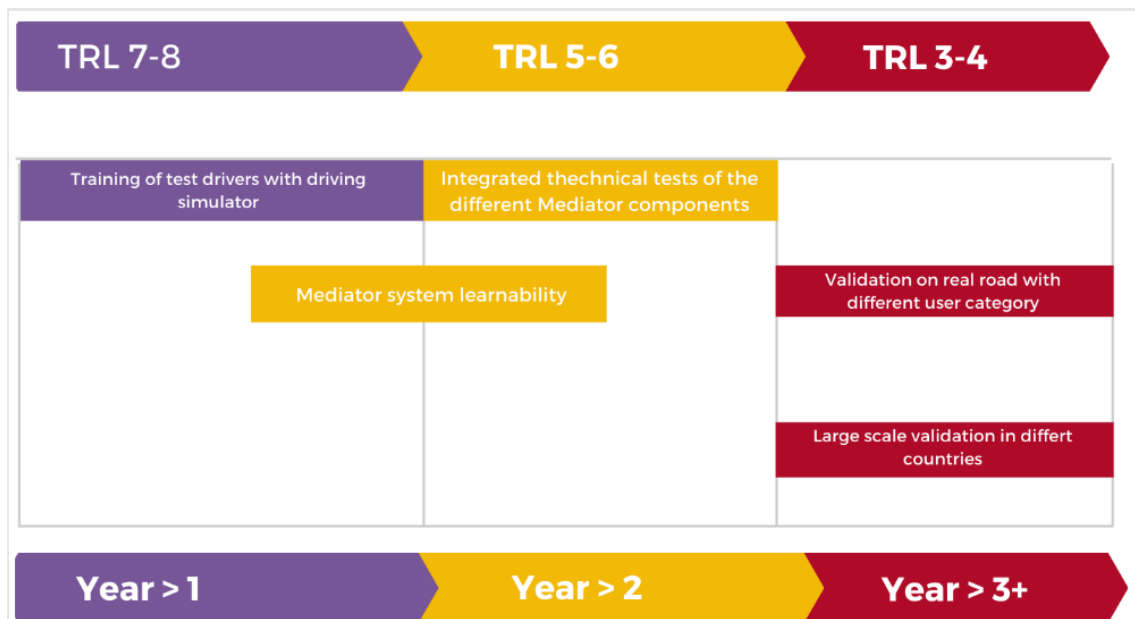 TRL 7-8
TRL 5-6
TRL 3-4
Training of test drivers with driving
simulator
Integrated thechnical tests of the
different Mediator components
Mediator system learnability
Validation on real road with
different user category
Large scale validation in differt
countries
Year > 1
Year > 2
Year > 3+